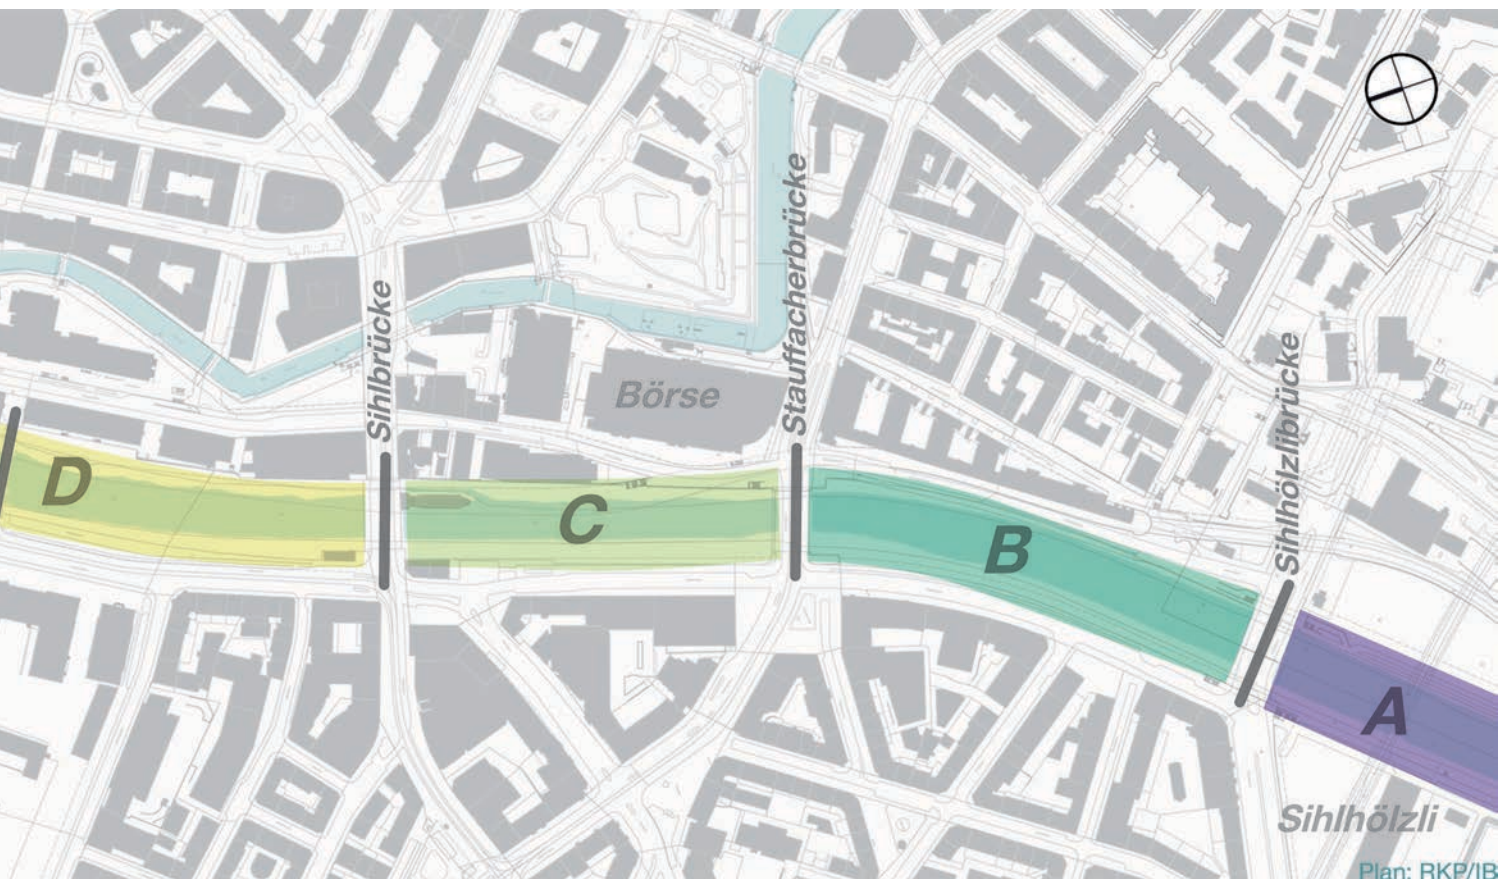 Sihlbrücke
Stauffacherbrücke
Sihlhölzlibrücke
Börse
D
C
B
A
Sihlhölzli
Plan: RKP/IB